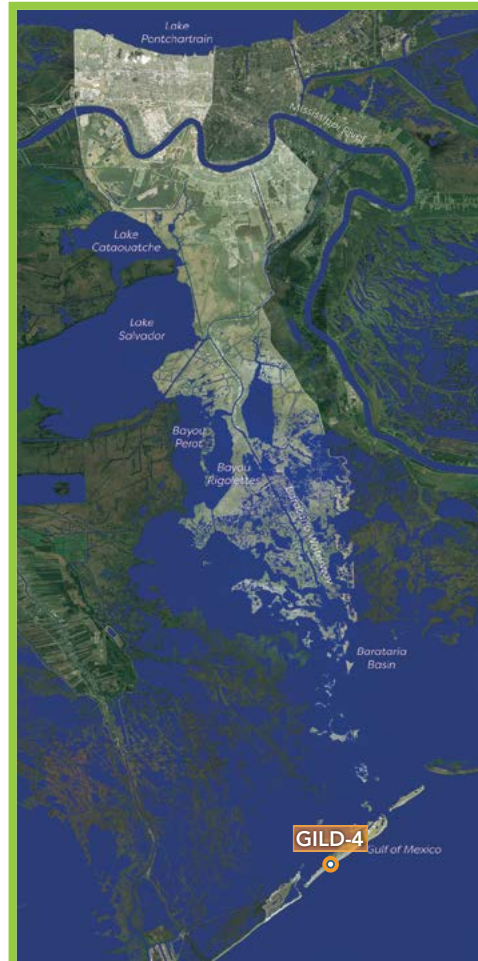 Lake
Pontchartrain
Mississippi River
Lake
Cataouatche
Lake
Salvador
Bayou
Perot
Bayou
Rigolettes
Barataria Waterway
Barataria
Basin
GILD-4
Gulf of Mexico